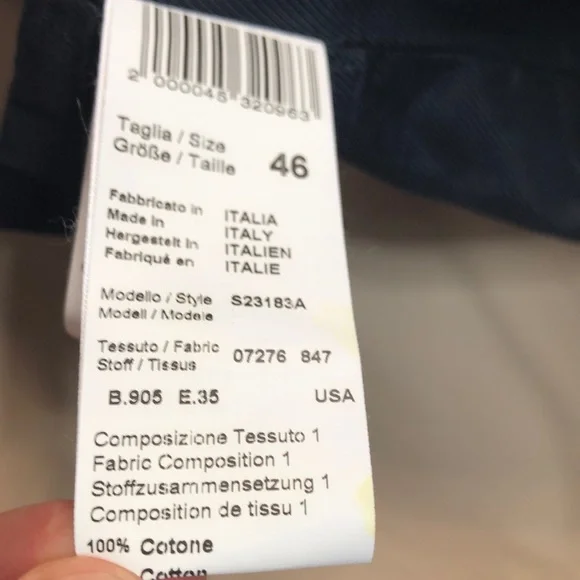 2 000045 320963
Taglia / Size
Größe / Taille 46
Fabbricato in ITALIA
Made in ITALY
Hergestelt in ITALIEN
Fabriqué en ITALIE
Modello / Style S23183A
Modell / Modele
Tessuto / Fabric 07276 847
Stoff / Tissus
B.905 E.35 USA
Composizione Tessuto 1
Fabric Composition 1
Stoffzusammensetzung 1
Composition de tissu 1
100% Cotone
Cotton